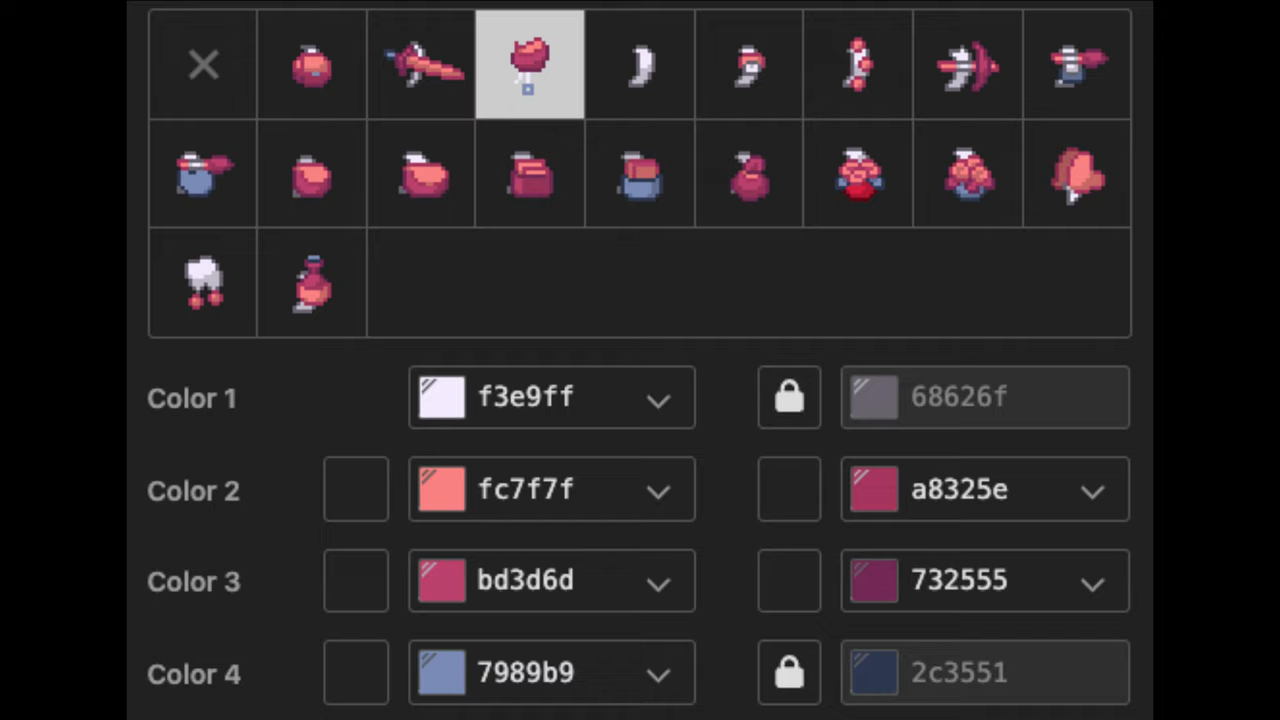 Color 1 f3e9ff 68626f
Color 2 fc7f7f a8325e
Color 3 bd3d6d 732555
Color 4 7989b9 2c3551